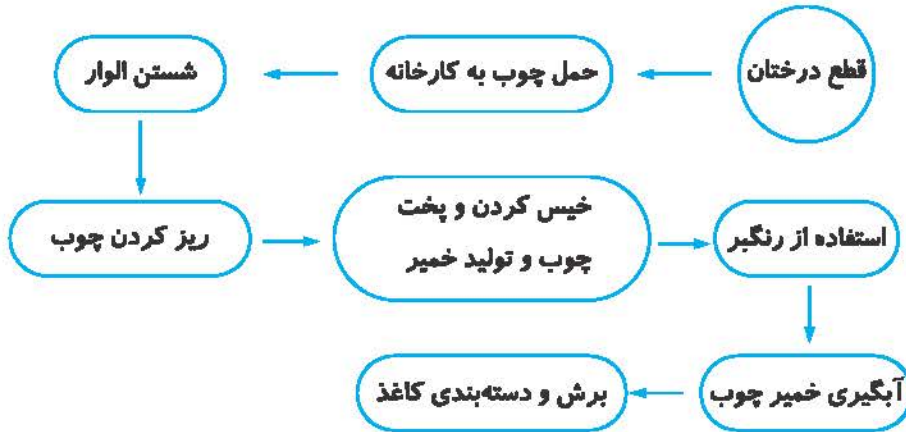 قطع درختان
حمل چوب به کارخانه
شستن الوار
ریز کردن چوب
خیس کردن و پخت
چوب و تولید خمیر
استفاده از رنگبر
آبگیری خمیر چوب
برش و دسته‌بندی کاغذ